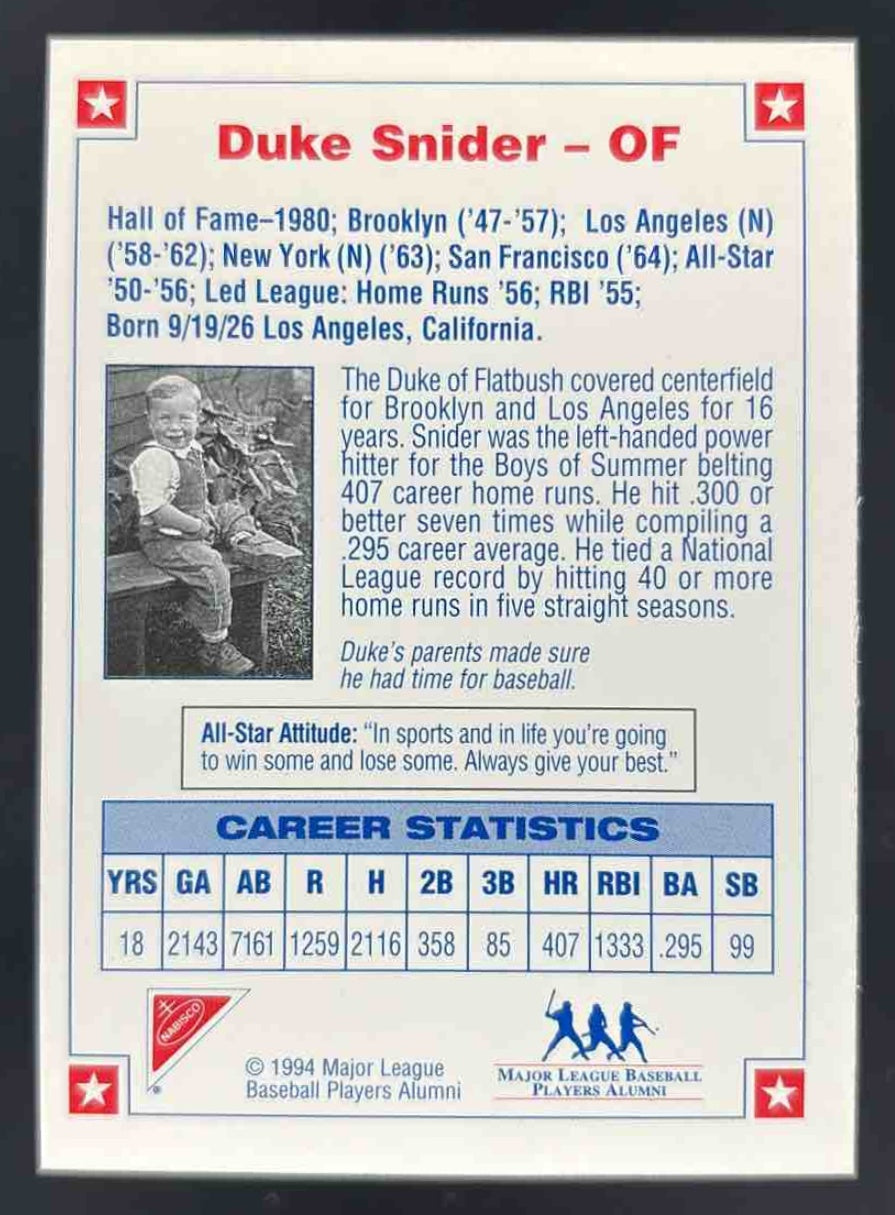 Duke Snider – OF
Hall of Fame–1980; Brooklyn ('47-'57); Los Angeles (N)
('58-'62); New York (N) ('63); San Francisco ('64); All-Star
'50-'56; Led League: Home Runs '56; RBI '55;
Born 9/19/26 Los Angeles, California.
The Duke of Flatbush covered centerfield
for Brooklyn and Los Angeles for 16
years. Snider was the left-handed power
hitter for the Boys of Summer belting
407 career home runs. He hit .300 or
better seven times while compiling a
.295 career average. He tied a National
League record by hitting 40 or more
home runs in five straight seasons.
Duke's parents made sure
he had time for baseball.
All-Star Attitude: "In sports and in life you're going
to win some and lose some. Always give your best."
CAREER STATISTICS
YRS GA AB R H 2B 3B HR RBI BA SB
18 2143 7161 1259 2116 358 85 407 1333 .295 99
NABISCO
®
© 1994 Major League
Baseball Players Alumni
MAJOR LEAGUE BASEBALL
PLAYERS ALUMNI